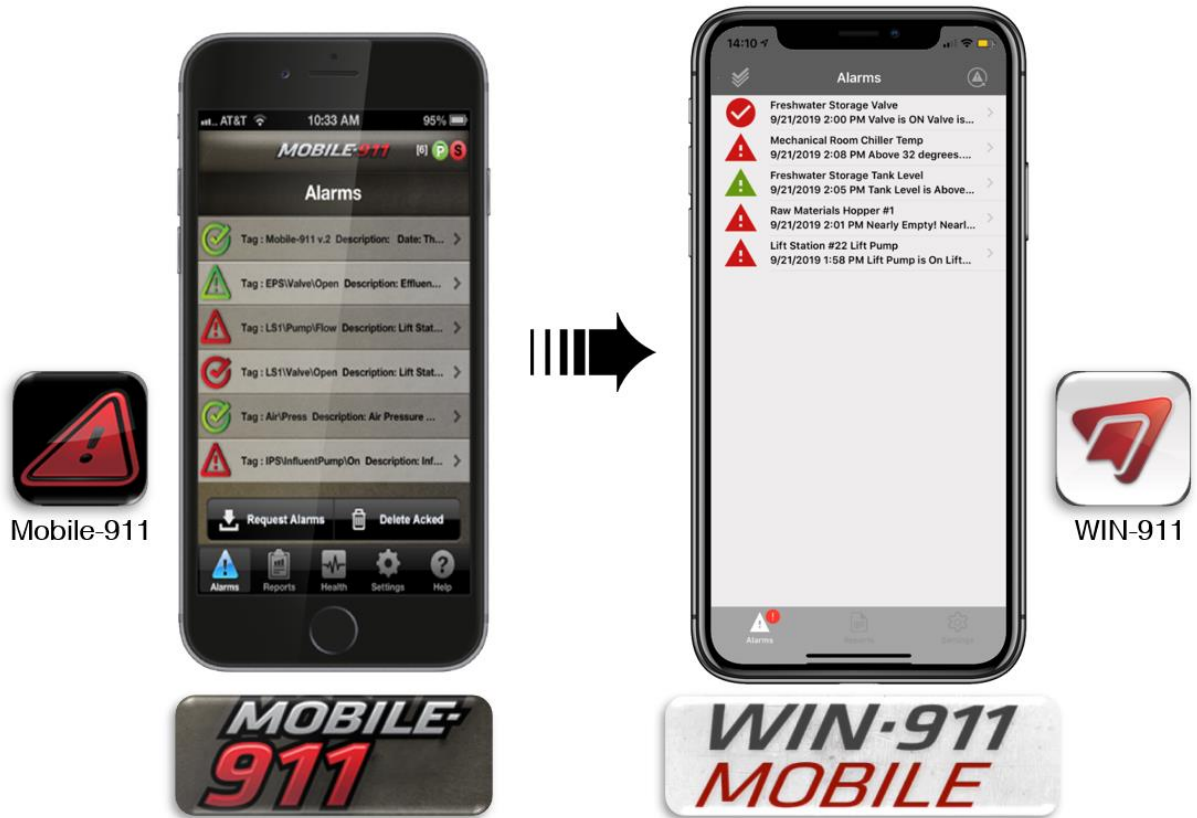 AT&T 10:33 AM 95%
MOBILE-911 [6] P S
Alarms
Tag : Mobile-911 v.2 Description: Date: Th...
Tag : EPS\Valve\Open Description: Effluen...
Tag : LS1\Pump\Flow Description: Lift Stat...
Tag : LS1\Valve\Open Description: Lift Stat...
Tag : Air\Press Description: Air Pressure ...
Tag : IPS\InfluentPump\On Description: Inf...
Request Alarms Delete Acked
Alarms Reports Health Settings Help
Mobile-911
MOBILE-
911
14:10
Alarms
Freshwater Storage Valve
9/21/2019 2:00 PM Valve is ON Valve is...
Mechanical Room Chiller Temp
9/21/2019 2:08 PM Above 32 degrees....
Freshwater Storage Tank Level
9/21/2019 2:05 PM Tank Level is Above...
Raw Materials Hopper #1
9/21/2019 2:01 PM Nearly Empty! Nearl...
Lift Station #22 Lift Pump
9/21/2019 1:58 PM Lift Pump is On Lift...
Alarms Reports Settings
WIN-911
WIN·911
MOBILE